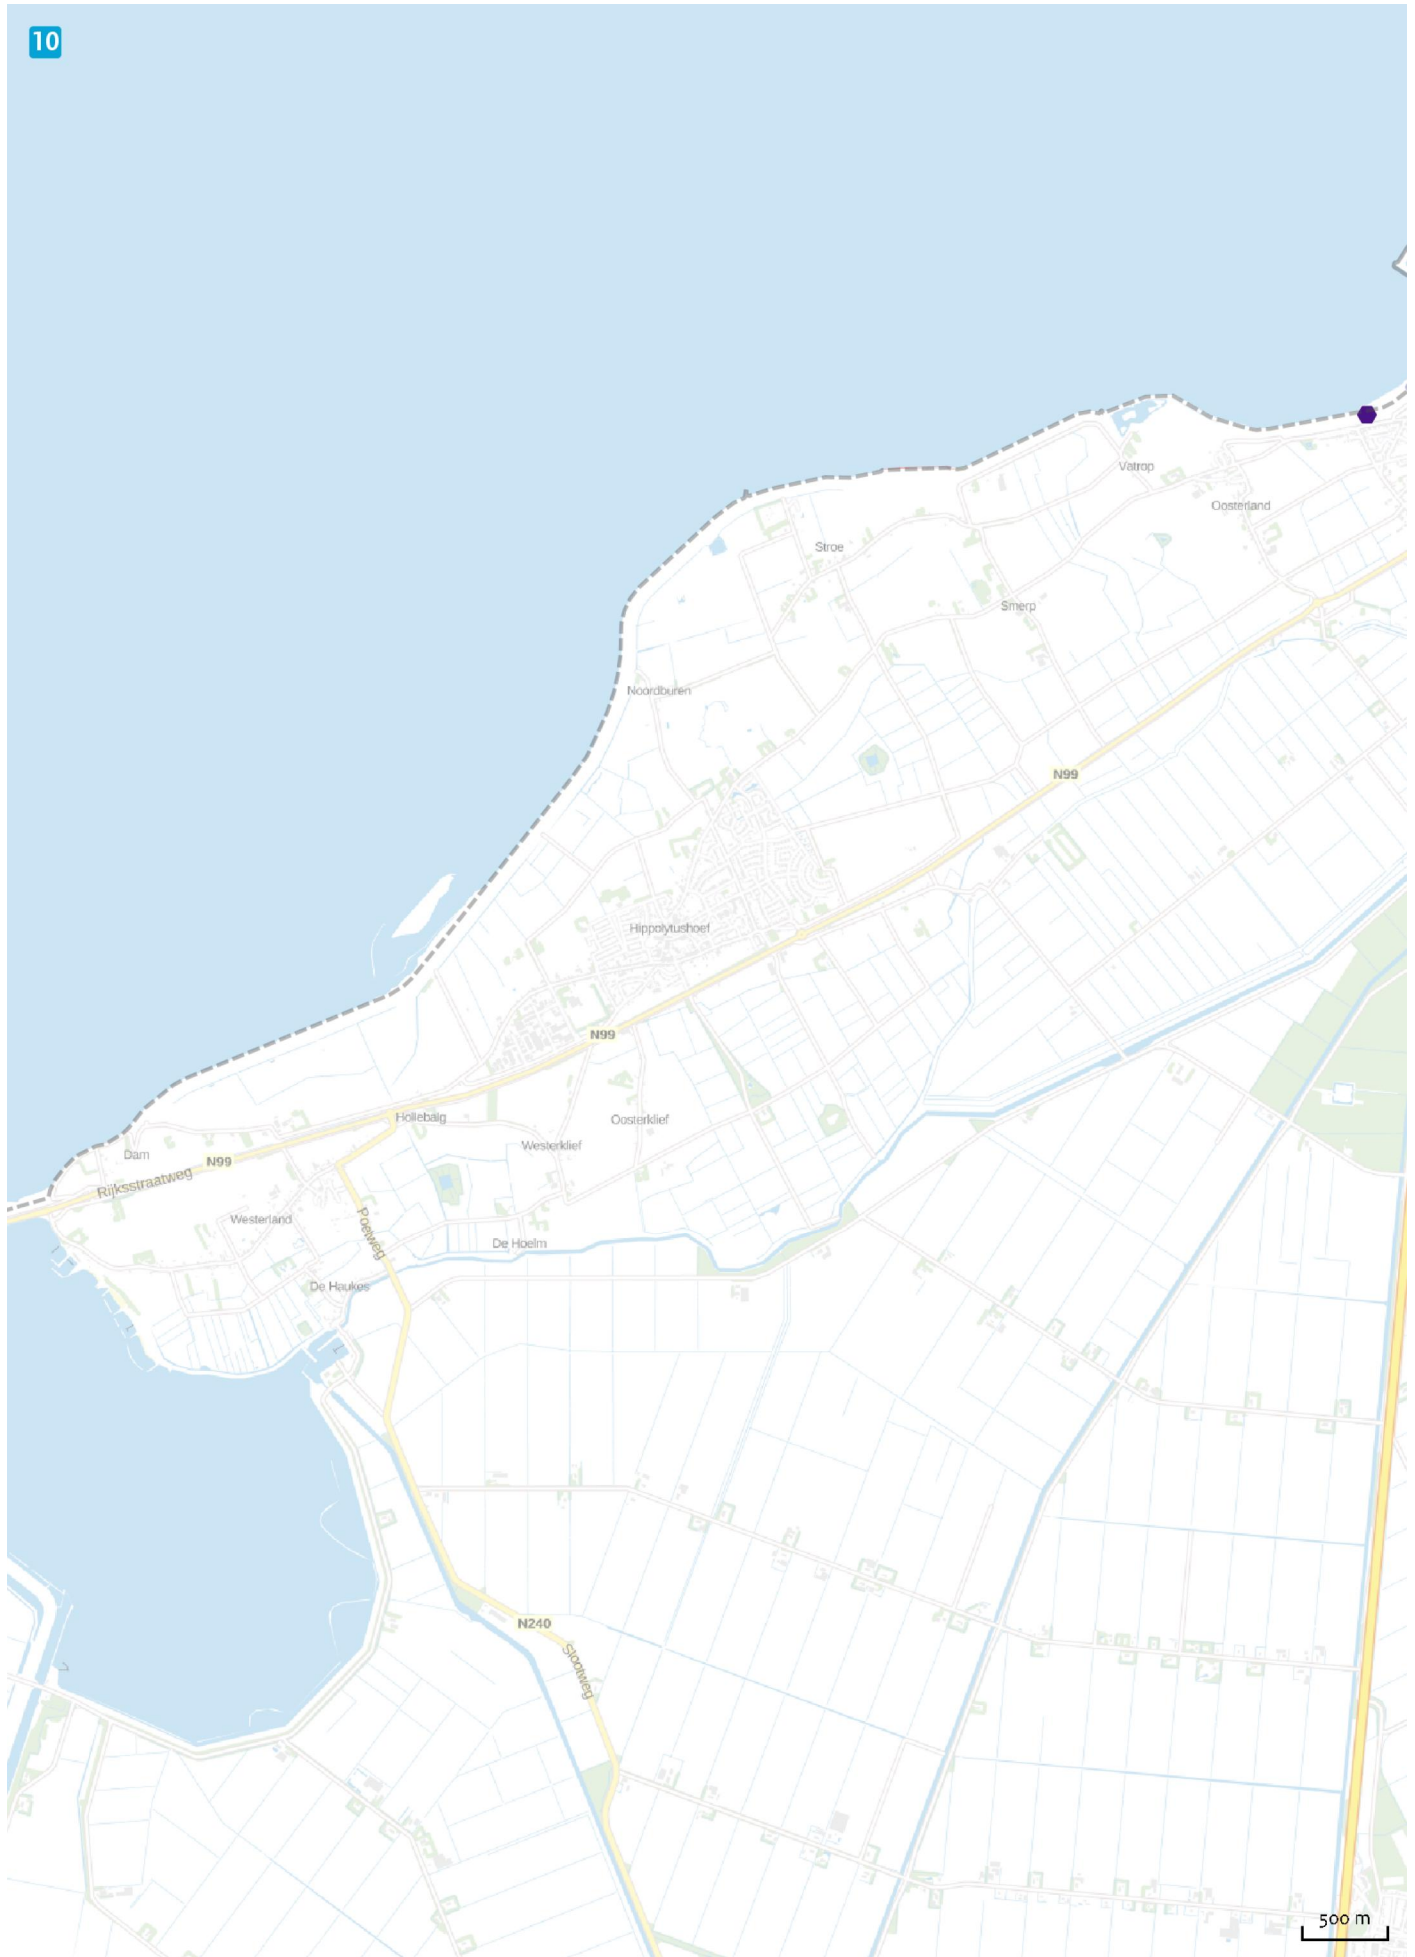 10
Vatrop
Oosterland
Stroe
Smerp
Noordburen
N99
Hippolytushoef
N99
Hollebalg
Oosterklief
Westerklief
Dam
N99
Rijksstraatweg
Westerland
Poelweg
De Hoelm
De Haukes
N240
Slootweg
500 m